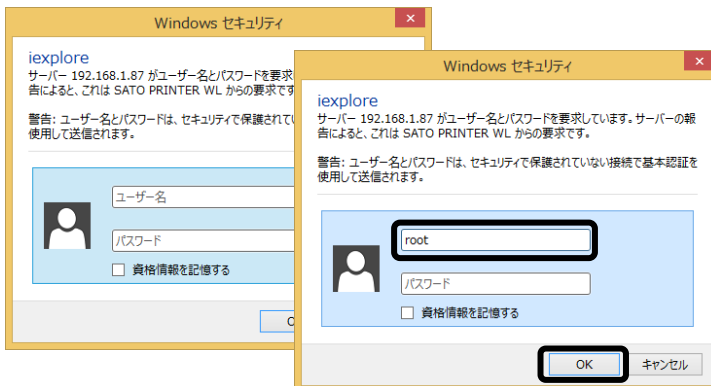 Windows セキュリティ
iexplore
サーバー 192.168.1.87 がユーザー名とパスワードを要求
告によると、これは SATO PRINTER WL からの要求です
警告: ユーザー名とパスワードは、セキュリティで保護されてい
使用して送信されます。
ユーザー名
パスワード
資格情報を記憶する
Windows セキュリティ
iexplore
サーバー 192.168.1.87 がユーザー名とパスワードを要求しています。サーバーの報
告によると、これは SATO PRINTER WL からの要求です。
警告: ユーザー名とパスワードは、セキュリティで保護されていない接続で基本認証を
使用して送信されます。
root
パスワード
資格情報を記憶する
OK キャンセル